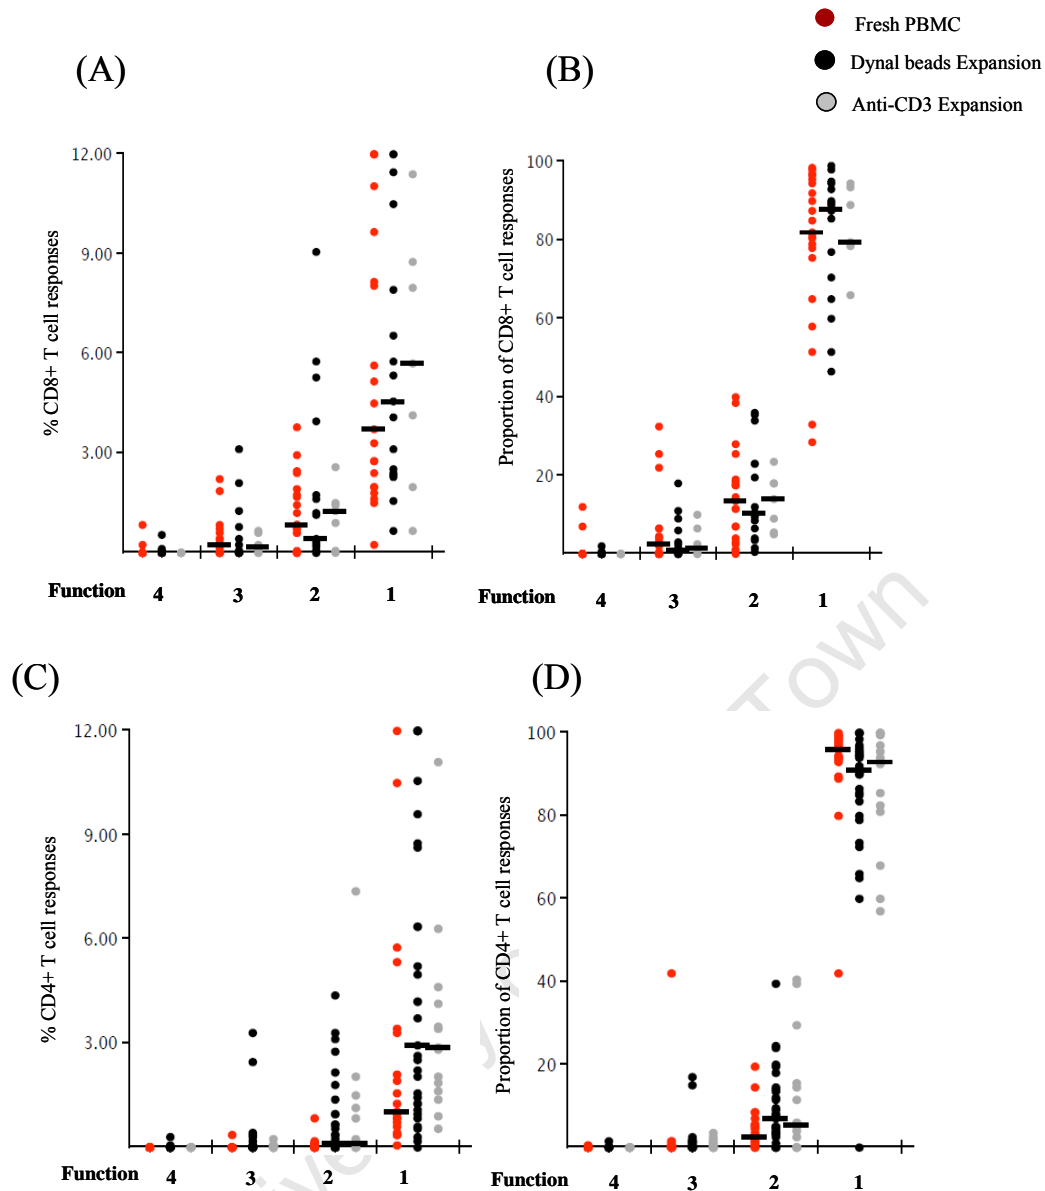 Fresh PBMC
Dynal beads Expansion
Anti-CD3 Expansion
(A)
% CD8+ T cell responses
12.00
9.00
6.00
3.00
Function 4 3 2 1
(B)
Proportion of CD8+ T cell responses
100
80
60
40
20
Function 4 3 2 1
(C)
% CD4+ T cell responses
12.00
9.00
6.00
3.00
Function 4 3 2 1
(D)
Proportion of CD4+ T cell responses
100
80
60
40
20
Function 4 3 2 1
Town